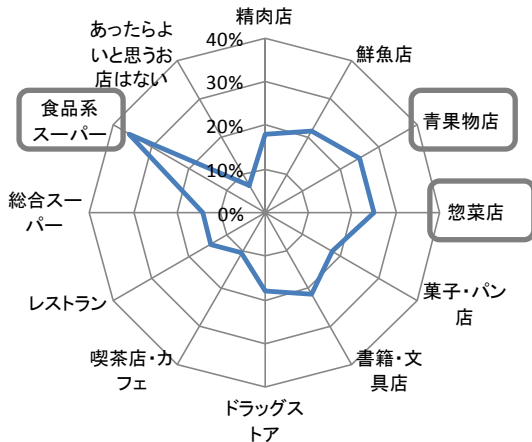 精肉店
鮮魚店
青果物店
惣菜店
菓子・パン
店
書籍・文
具店
ドラッグス
トア
喫茶店・カ
フェ
レストラン
総合スー
パー
食品系
スーパー
あったらよ
いと思うお
店はない
40%
30%
20%
10%
0%